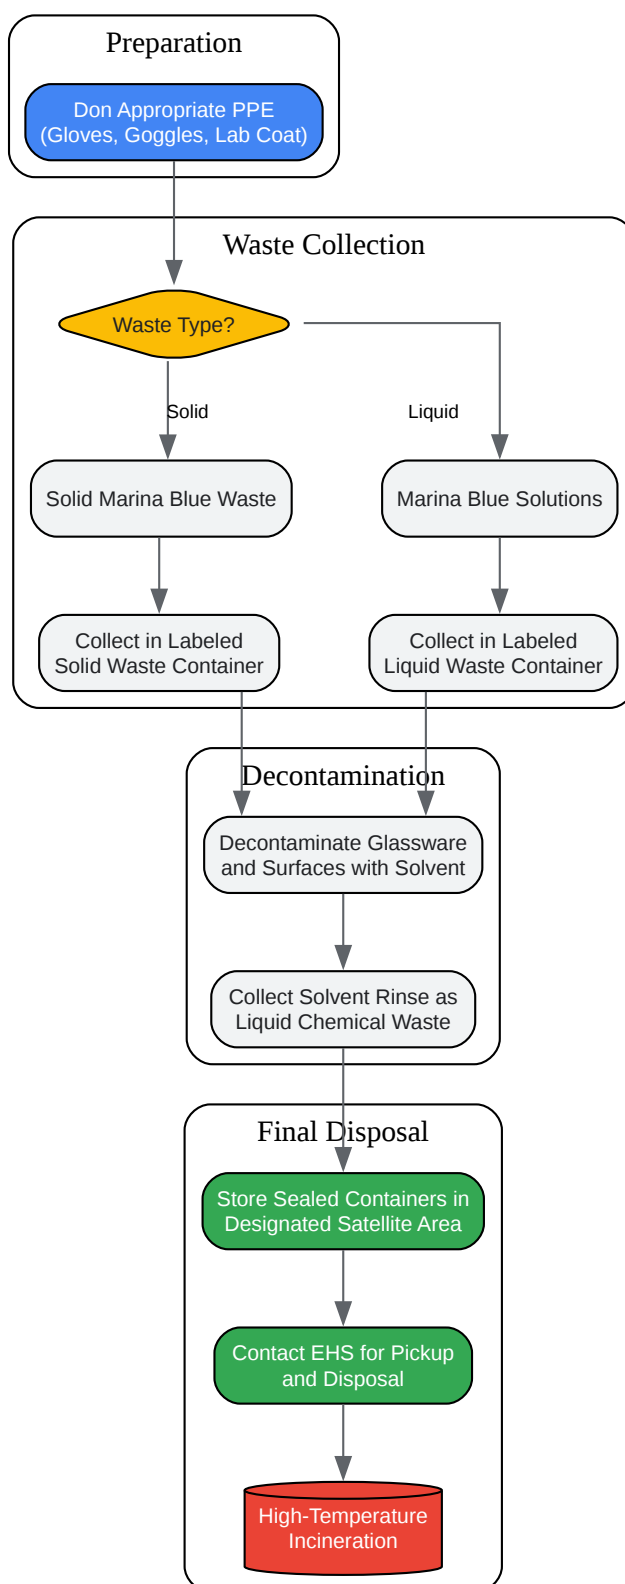 Preparation
Don Appropriate PPE
(Gloves, Goggles, Lab Coat)
Waste Collection
Waste Type?
Solid
Liquid
Solid Marina Blue Waste
Marina Blue Solutions
Collect in Labeled
Solid Waste Container
Collect in Labeled
Liquid Waste Container
Decontamination
Decontaminate Glassware
and Surfaces with Solvent
Collect Solvent Rinse as
Liquid Chemical Waste
Final Disposal
Store Sealed Containers in
Designated Satellite Area
Contact EHS for Pickup
and Disposal
High-Temperature
Incineration